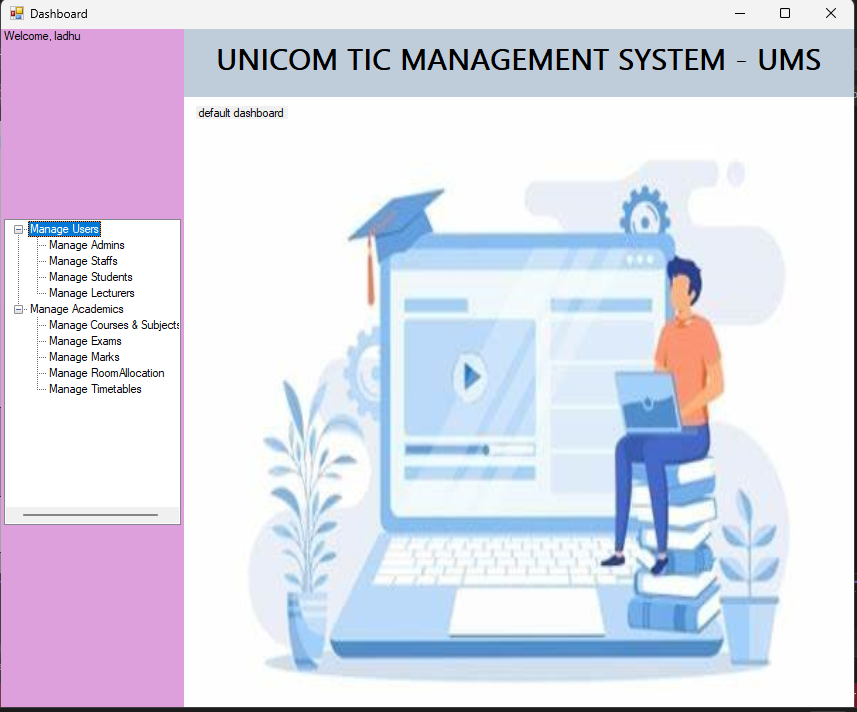 Dashboard
Welcome, ladhu
UNICOM TIC MANAGEMENT SYSTEM - UMS
default dashboard
Manage Users
Manage Admins
Manage Staffs
Manage Students
Manage Lecturers
Manage Academics
Manage Courses & Subjects
Manage Exams
Manage Marks
Manage RoomAllocation
Manage Timetables